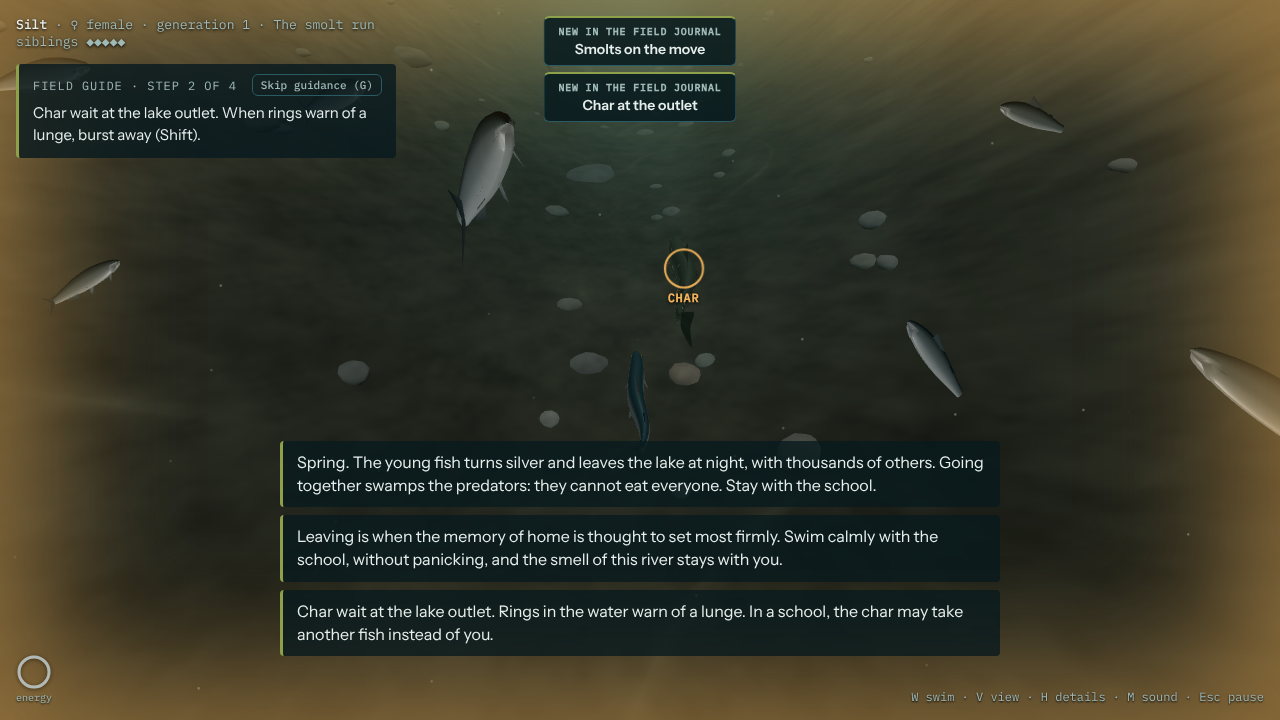 Silt · ♀ female · generation 1 · The smolt run
siblings ◆◆◆◆◆
FIELD GUIDE · STEP 2 OF 4
Skip guidance (G)
Char wait at the lake outlet. When rings warn of a
lunge, burst away (Shift).
NEW IN THE FIELD JOURNAL
Smolts on the move
NEW IN THE FIELD JOURNAL
Char at the outlet
CHAR
Spring. The young fish turns silver and leaves the lake at night, with thousands of others. Going
together swamps the predators: they cannot eat everyone. Stay with the school.
Leaving is when the memory of home is thought to set most firmly. Swim calmly with the
school, without panicking, and the smell of this river stays with you.
Char wait at the lake outlet. Rings in the water warn of a lunge. In a school, the char may take
another fish instead of you.
energy
W swim · V view · H details · M sound · Esc pause